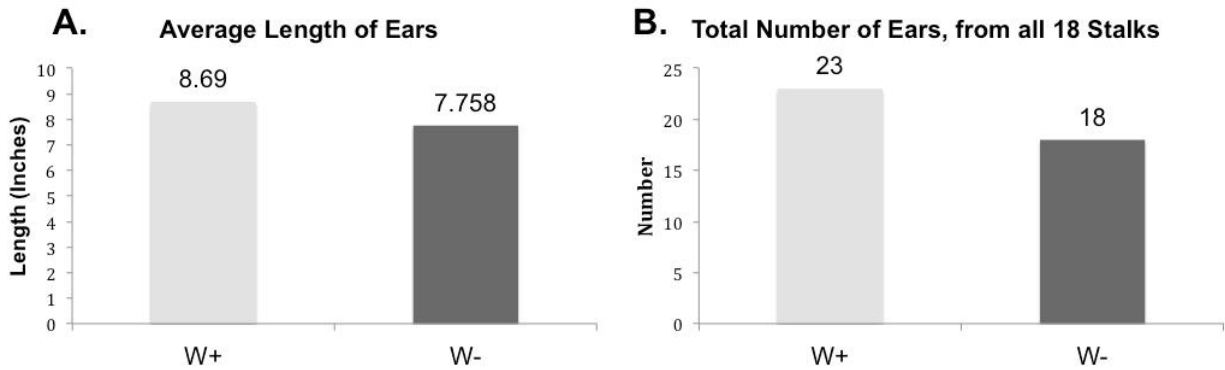 A. Average Length of Ears
Length (Inches)
10
9
8
7
6
5
4
3
2
1
0
8.69
7.758
W+
W-
B. Total Number of Ears, from all 18 Stalks
Number
25
20
15
10
5
0
23
18
W+
W-